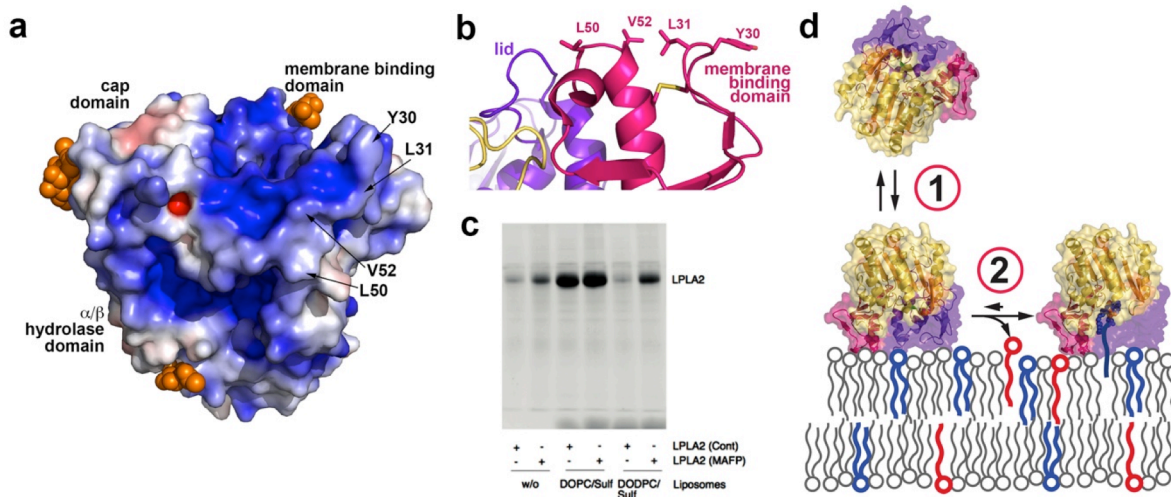 a
cap
domain
membrane binding
domain
Y30
L31
V52
L50
α/β
hydrolase
domain
b
lid
L50
V52
L31
Y30
membrane
binding
domain
c
LPLA2
+ - + - + - LPLA2 (Cont)
- + - + - + LPLA2 (MAFP)
w/o DOPC/Sulf DODPC/ Liposomes
Sulf
d
1
2